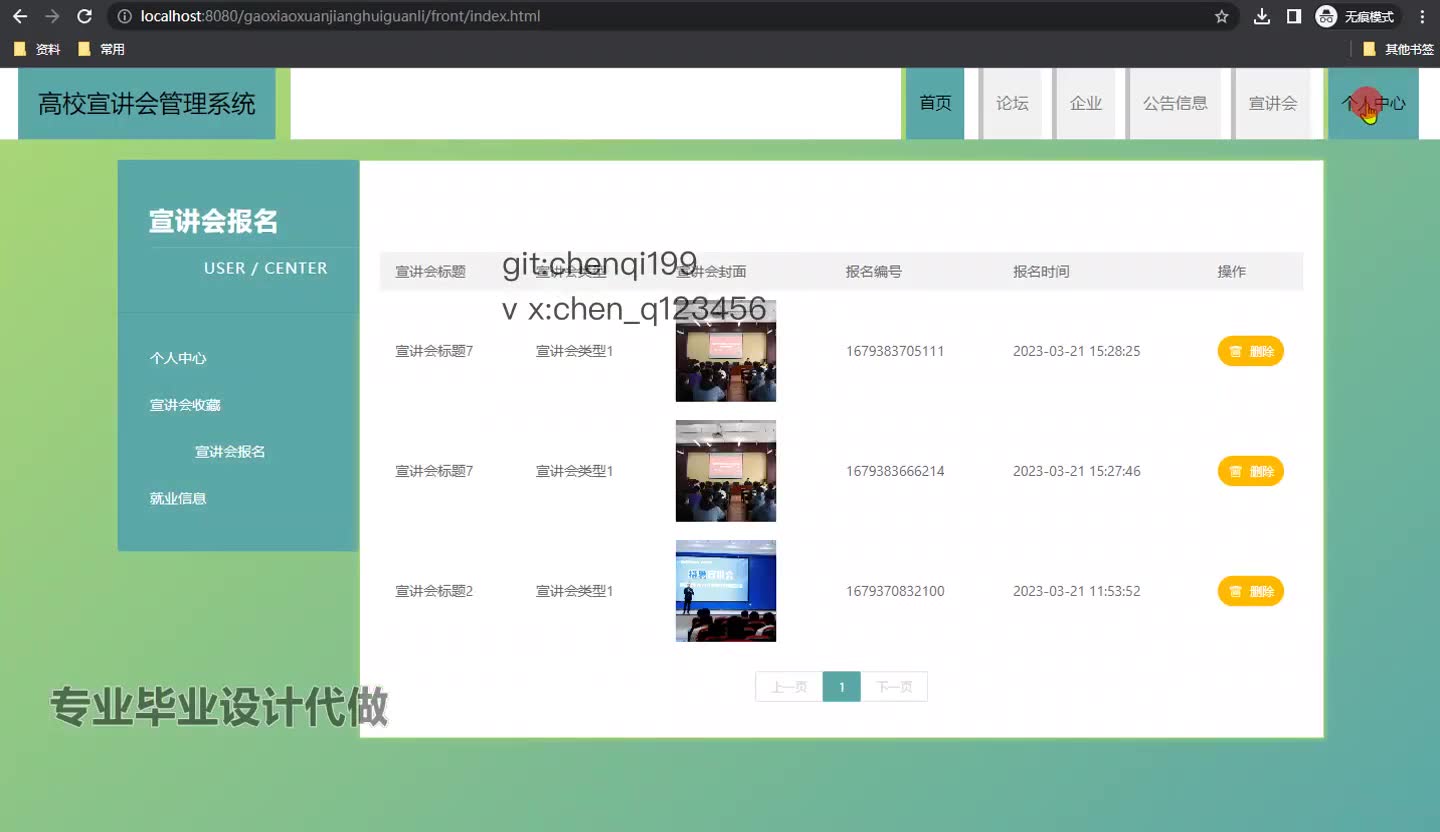 localhost:8080/gaoxiaoxuanjianghuiguanli/front/index.html
无痕模式
资料 常用 其他书签
高校宣讲会管理系统 首页 论坛 企业 公告信息 宣讲会 个人中心
宣讲会报名
USER / CENTER
个人中心
宣讲会收藏
宣讲会报名
就业信息
git:chenqi199
v x:chen_q123456
宣讲会标题 宣讲会类型 宣讲会封面 报名编号 报名时间 操作
宣讲会标题7 宣讲会类型1 1679383705111 2023-03-21 15:28:25 删除
宣讲会标题7 宣讲会类型1 1679383666214 2023-03-21 15:27:46 删除
宣讲会标题2 宣讲会类型1 1679370832100 2023-03-21 11:53:52 删除
上一页 1 下一页
专业毕业设计代做